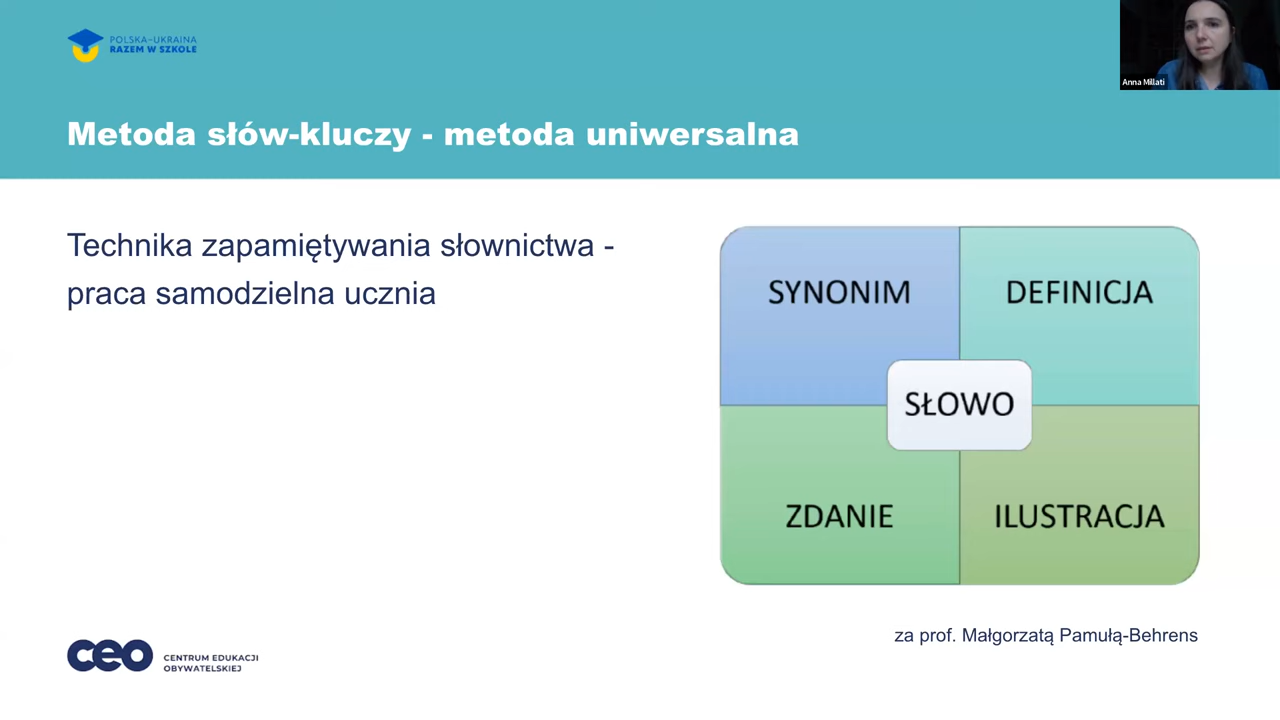 POLSKA-UKRAINA
RAZEM W SZKOLE
Anna Millati
Metoda słów-kluczy - metoda uniwersalna
Technika zapamiętywania słownictwa -
praca samodzielna ucznia
SYNONIM
DEFINICJA
SŁOWO
ZDANIE
ILUSTRACJA
za prof. Małgorzatą Pamułą-Behrens
ceo
CENTRUM EDUKACJI
OBYWATELSKIEJ